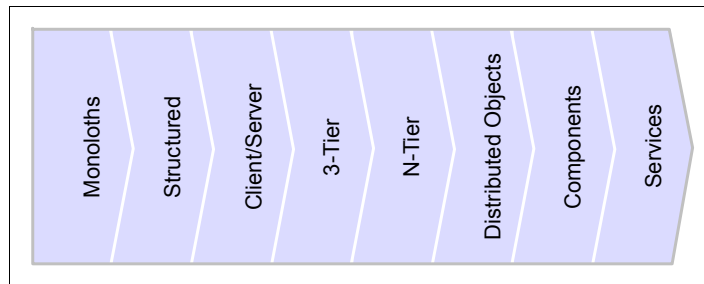 Monoloths
Structured
Client/Server
3-Tier
N-Tier
Distributed Objects
Components
Services